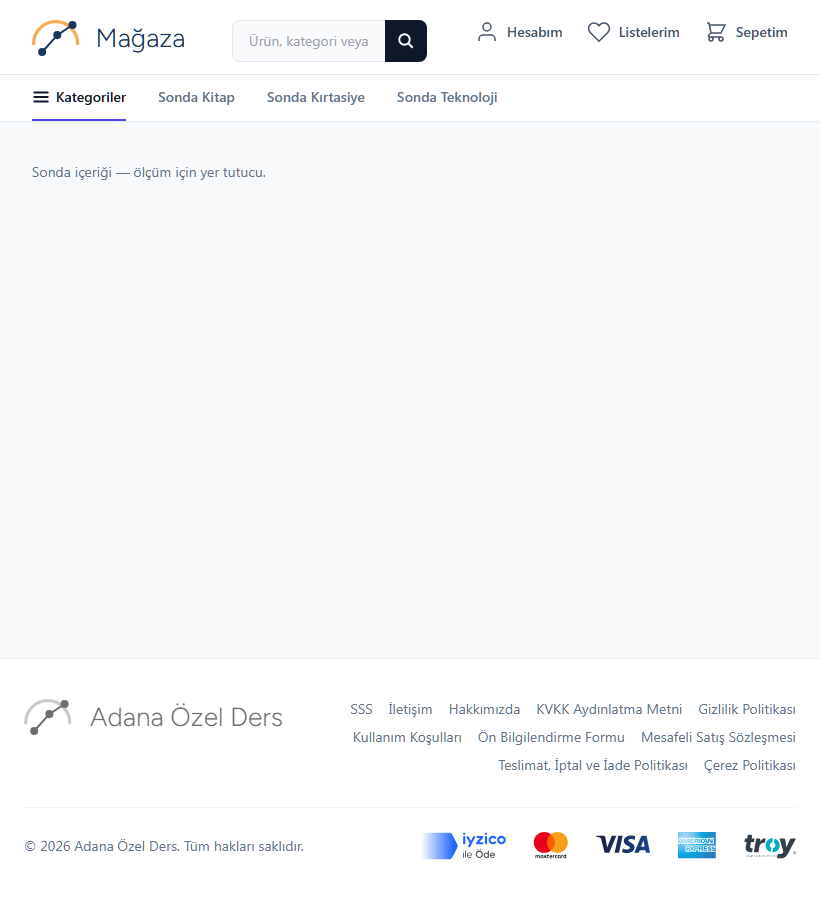 Mağaza
Ürün, kategori veya
Hesabım
Listelerim
Sepetim
Kategoriler
Sonda Kitap
Sonda Kırtasiye
Sonda Teknoloji
Sonda içeriği — ölçüm için yer tutucu.
Adana Özel Ders
SSS İletişim Hakkımızda KVKK Aydınlatma Metni Gizlilik Politikası
Kullanım Koşulları Ön Bilgilendirme Formu Mesafeli Satış Sözleşmesi
Teslimat, İptal ve İade Politikası Çerez Politikası
© 2026 Adana Özel Ders. Tüm hakları saklıdır.
iyzico
ile Öde
mastercard
VISA
AMERICAN
EXPRESS
troy